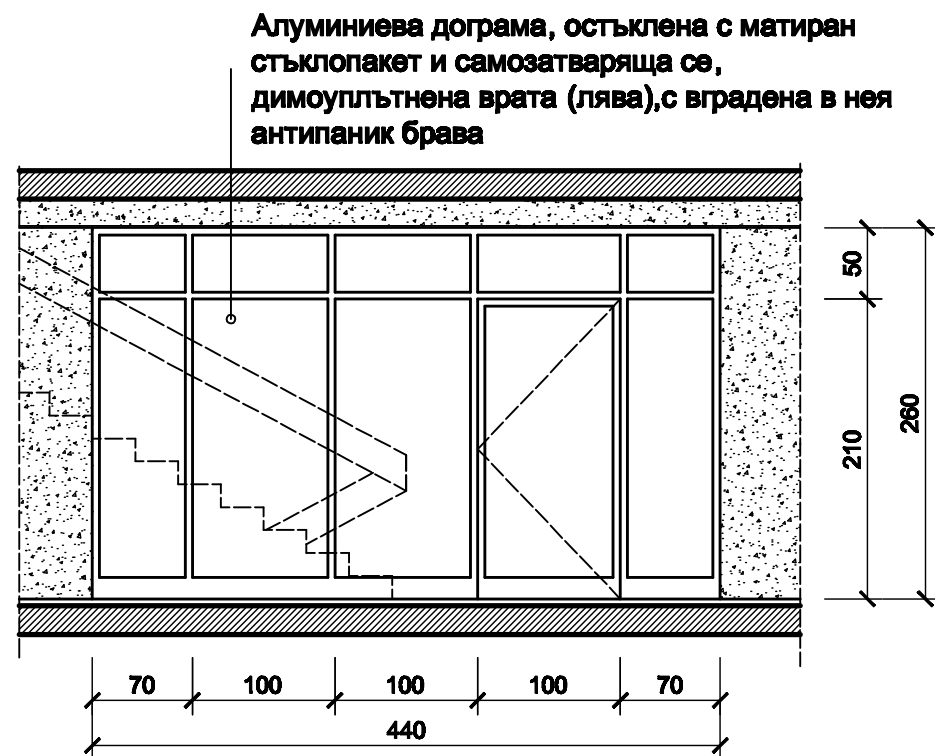 Алуминиева дограма, остъклена с матиран
стъклопакет и самозатваряща се,
димоуплътнена врата (лява),с вградена в нея
антипаник брава
50
210
260
70 100 100 100 70
440